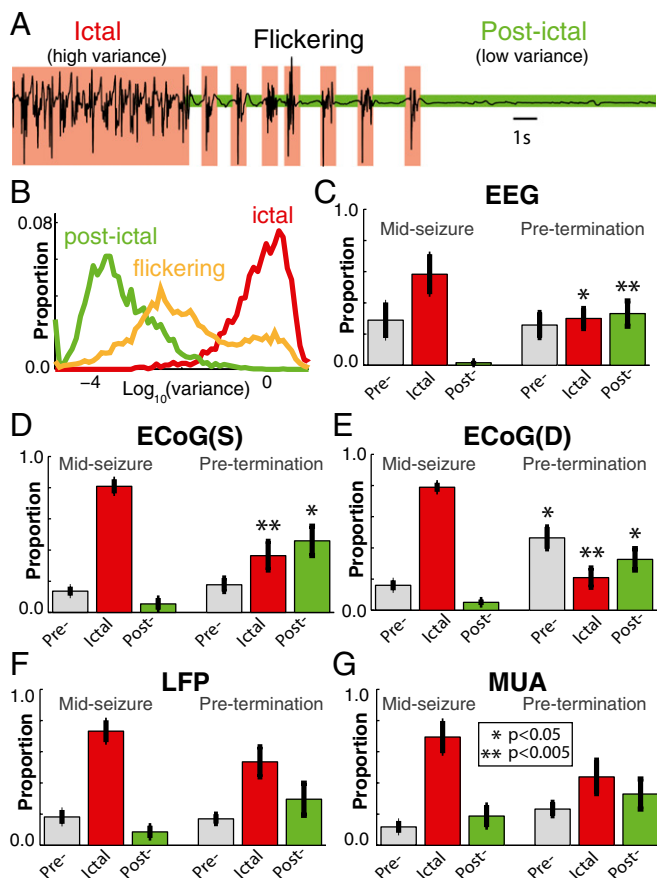 A
Ictal
(high variance)
Flickering
Post-ictal
(low variance)
1s
B
0.08
Proportion
0.0
post-ictal
flickering
ictal
−4
0
Log10(variance)
C
EEG
1.0
Proportion
0.0
Mid-seizure
Pre-termination
*
**
Pre-
Ictal
Post-
Pre-
Ictal
Post-
D
ECoG(S)
1.0
Proportion
0.0
Mid-seizure
Pre-termination
**
*
Pre-
Ictal
Post-
Pre-
Ictal
Post-
E
ECoG(D)
1.0
Proportion
0.0
Mid-seizure
Pre-termination
*
**
*
Pre-
Ictal
Post-
Pre-
Ictal
Post-
F
LFP
1.0
Proportion
0.0
Mid-seizure
Pre-termination
Pre-
Ictal
Post-
Pre-
Ictal
Post-
G
MUA
1.0
Proportion
0.0
Mid-seizure
Pre-termination
* p<0.05
** p<0.005
Pre-
Ictal
Post-
Pre-
Ictal
Post-